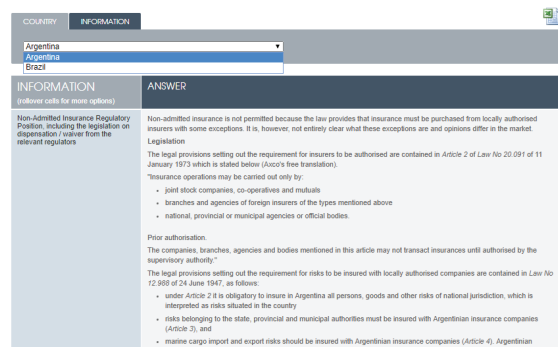 COUNTRY INFORMATION
Argentina
Argentina
Brazil
INFORMATION
(rollover cells for more options)
ANSWER
Non-Admitted Insurance Regulatory
Position, including the legislation on
dispensation / waiver from the
relevant regulators
Non-admitted insurance is not permitted because the law provides that insurance must be purchased from locally authorised
insurers with some exceptions. It is, however, not entirely clear what these exceptions are and opinions differ in the market.
Legislation
The legal provisions setting out the requirement for insurers to be authorised are contained in Article 2 of Law No 20.091 of 11
January 1973 which is stated below (Axco's free translation).
"Insurance operations may be carried out only by:
• joint stock companies, co-operatives and mutuals
• branches and agencies of foreign insurers of the types mentioned above
• national, provincial or municipal agencies or official bodies.
Prior authorisation.
The companies, branches, agencies and bodies mentioned in this article may not transact insurances until authorised by the
supervisory authority."
The legal provisions setting out the requirement for risks to be insured with locally authorised companies are contained in Law No
12.988 of 24 June 1947, as follows:
• under Article 2 it is obligatory to insure in Argentina all persons, goods and other risks of national jurisdiction, which is
interpreted as risks situated in the country
• risks belonging to the state, provincial and municipal authorities must be insured with Argentinian insurance companies
(Article 3), and
• marine cargo import and export risks should be insured with Argentinian insurance companies (Article 4). Argentinian